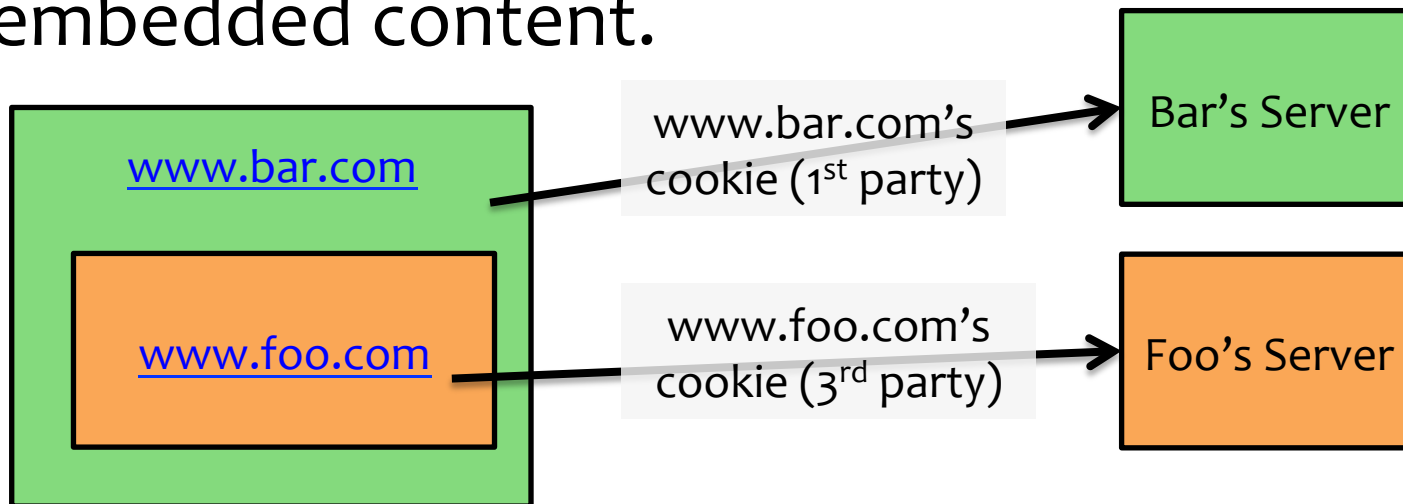 embedded content.
www.bar.com
www.bar.com's
cookie (1st party)
Bar's Server
www.foo.com
www.foo.com's
cookie (3rd party)
Foo's Server